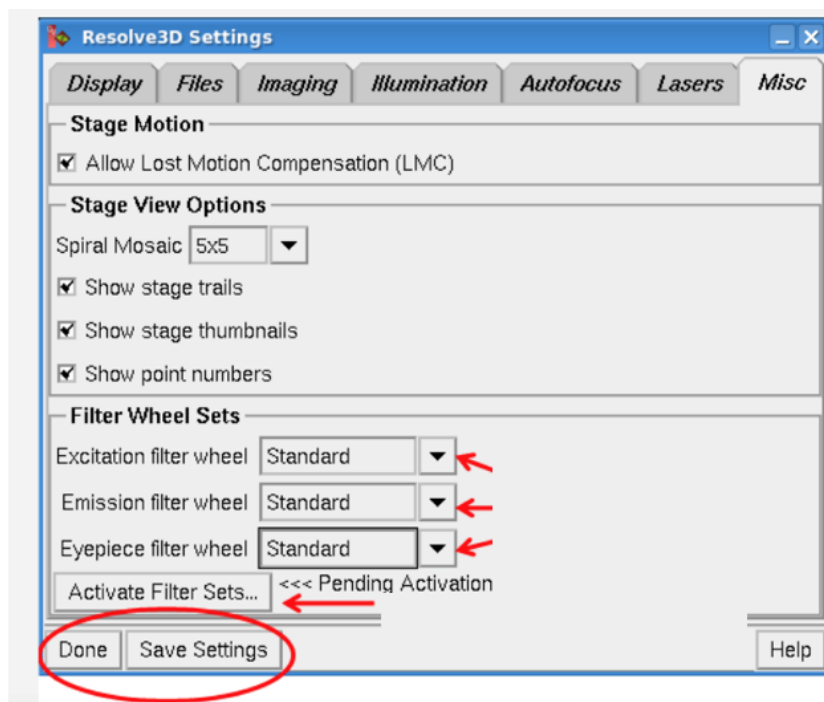 Resolve3D Settings
Display Files Imaging Illumination Autofocus Lasers Misc
Stage Motion
Allow Lost Motion Compensation (LMC)
Stage View Options
Spiral Mosaic 5x5
Show stage trails
Show stage thumbnails
Show point numbers
Filter Wheel Sets
Excitation filter wheel Standard
Emission filter wheel Standard
Eyepiece filter wheel Standard
Activate Filter Sets... <<< Pending Activation
Done Save Settings Help